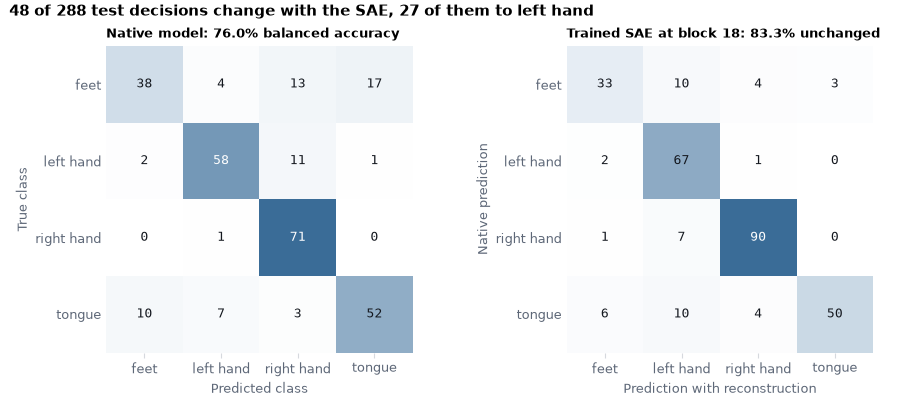 48 of 288 test decisions change with the SAE, 27 of them to left hand
Native model: 76.0% balanced accuracy
True class
feet 38 4 13 17
left hand 2 58 11 1
right hand 0 1 71 0
tongue 10 7 3 52
feet left hand right hand tongue
Predicted class
Trained SAE at block 18: 83.3% unchanged
Native prediction
feet 33 10 4 3
left hand 2 67 1 0
right hand 1 7 90 0
tongue 6 10 4 50
feet left hand right hand tongue
Prediction with reconstruction